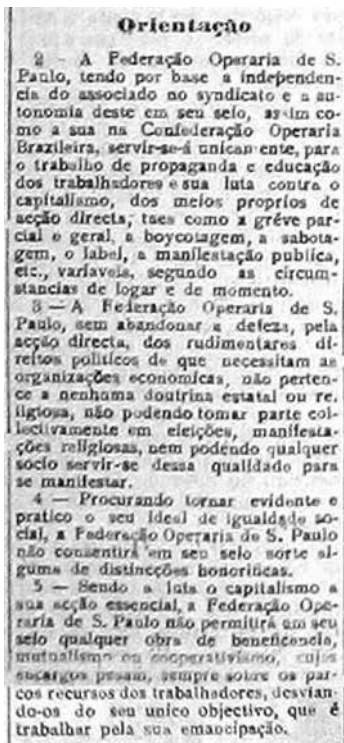 Orientação
2 - A Federação Operaria de S.
Paulo, tendo por base a independen-
cia do associado no syndicato e a au-
tonomia deste em seu seio, assim co-
mo a sua na Confederação Operaria
Brazileira, servir-se-á unicamente, para
o trabalho de propaganda e educação
dos trabalhadores e sua luta contra o
capitalismo, dos meios proprios de
acção directa, taes como a gréve par-
cial e geral, a boycotagem, a sabota-
gem, o label, a manifestação publica,
etc., variaveis, segundo as circum-
stancias de logar e de momento.
3 — A Federação Operaria de S.
Paulo, sem abandonar a defeza, pela
acção directa, dos rudimentares di-
reitos politicos de que necessitam as
organizações economicas, não perten-
ce a nenhuma doutrina estatal ou re-
ligiosa, não podendo tomar parte col-
lectivamente em eleições, manifesta-
ções religiosas, nem podendo qualquer
socio servir-se dessa qualidade para
se manifestar.
4 — Procurando tornar evidente e
pratico o seu ideal de igualdade so-
cial, a Federação Operaria de S. Paulo
não consentirá em seu seio sorte al-
guma de distincções honorificas.
5 — Sendo a luta o capitalismo a
sua acção essencial, a Federação Ope-
raria de S. Paulo não permitirá em seu
seio qualquer obra de beneficencia,
mutualismo ou cooperativismo, cujos
encargos pesam, sempre sobre os par-
cos recursos dos trabalhadores, desvian-
do-os do seu unico objectivo, que é
trabalhar pela sua emancipação.